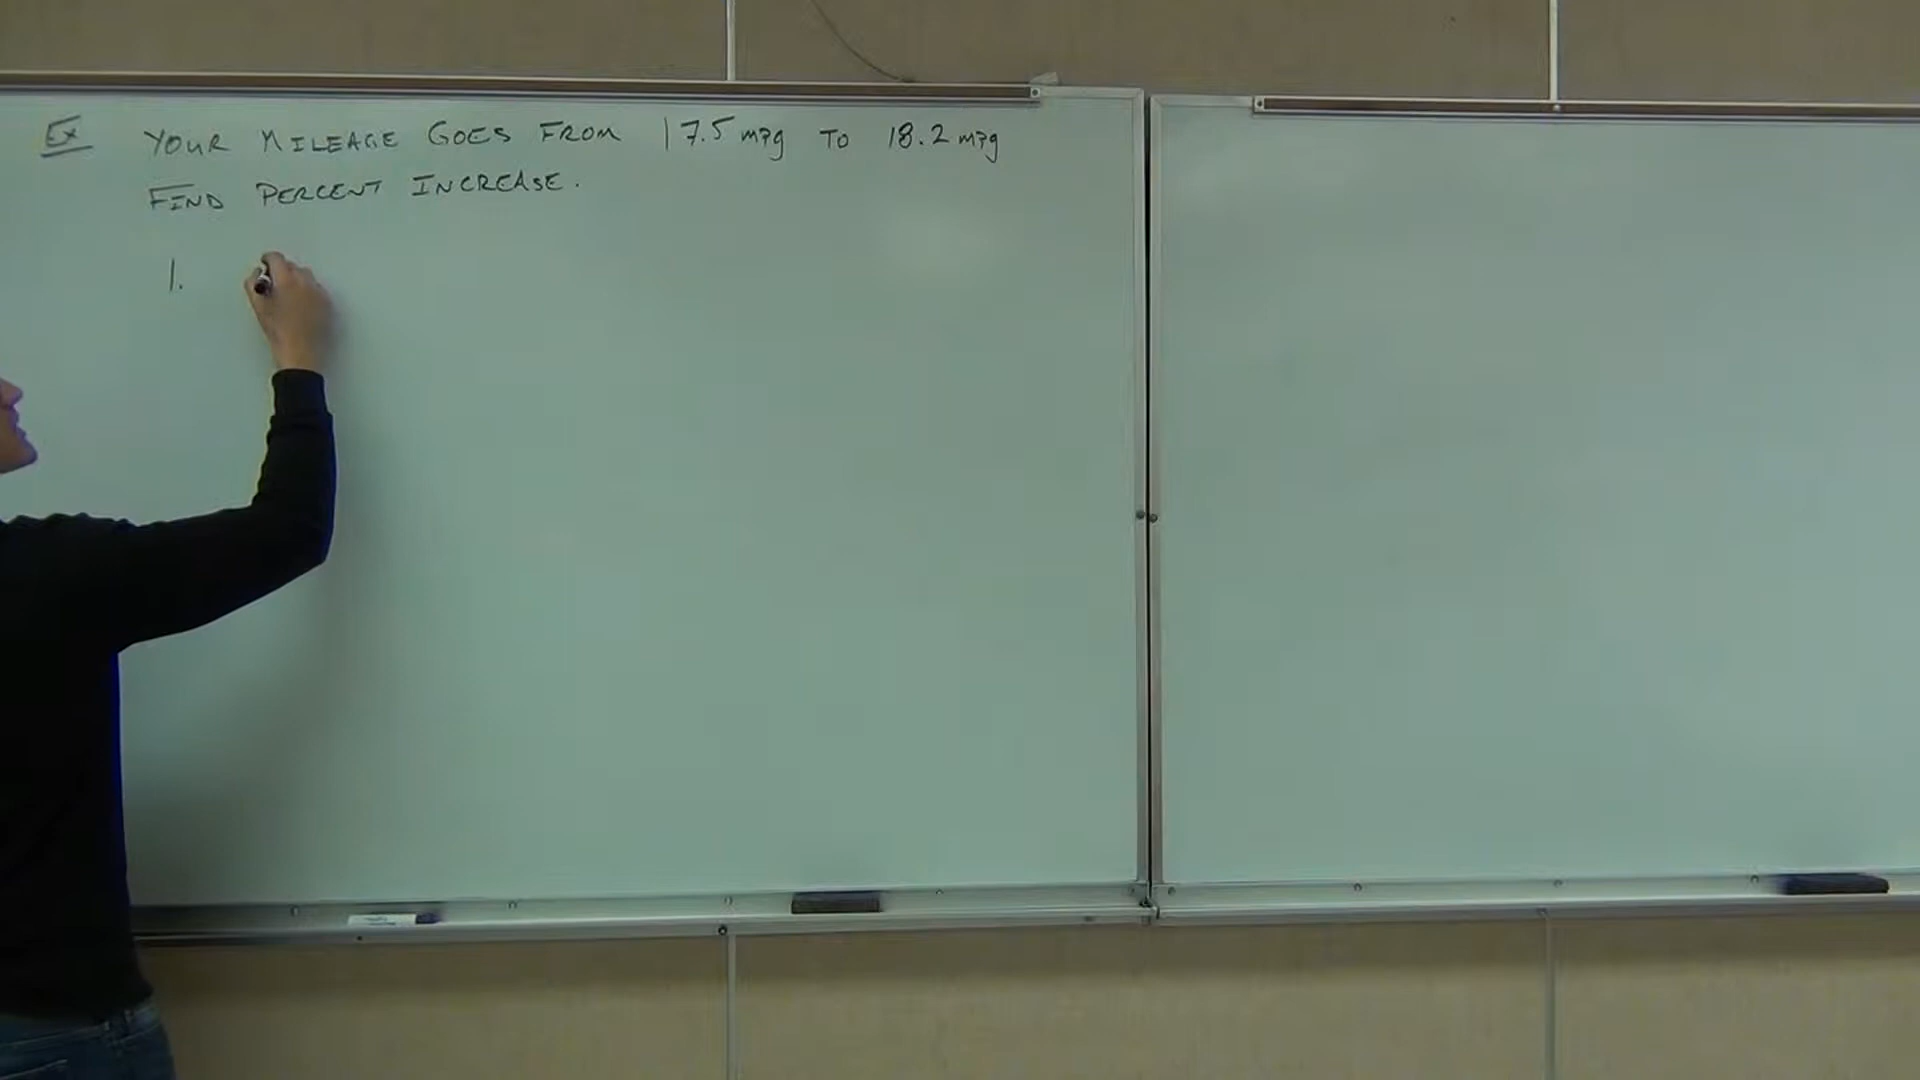 Ex YOUR MILEAGE GOES FROM 17.5 mpg TO 18.2 mpg
FIND PERCENT INCREASE.
1.